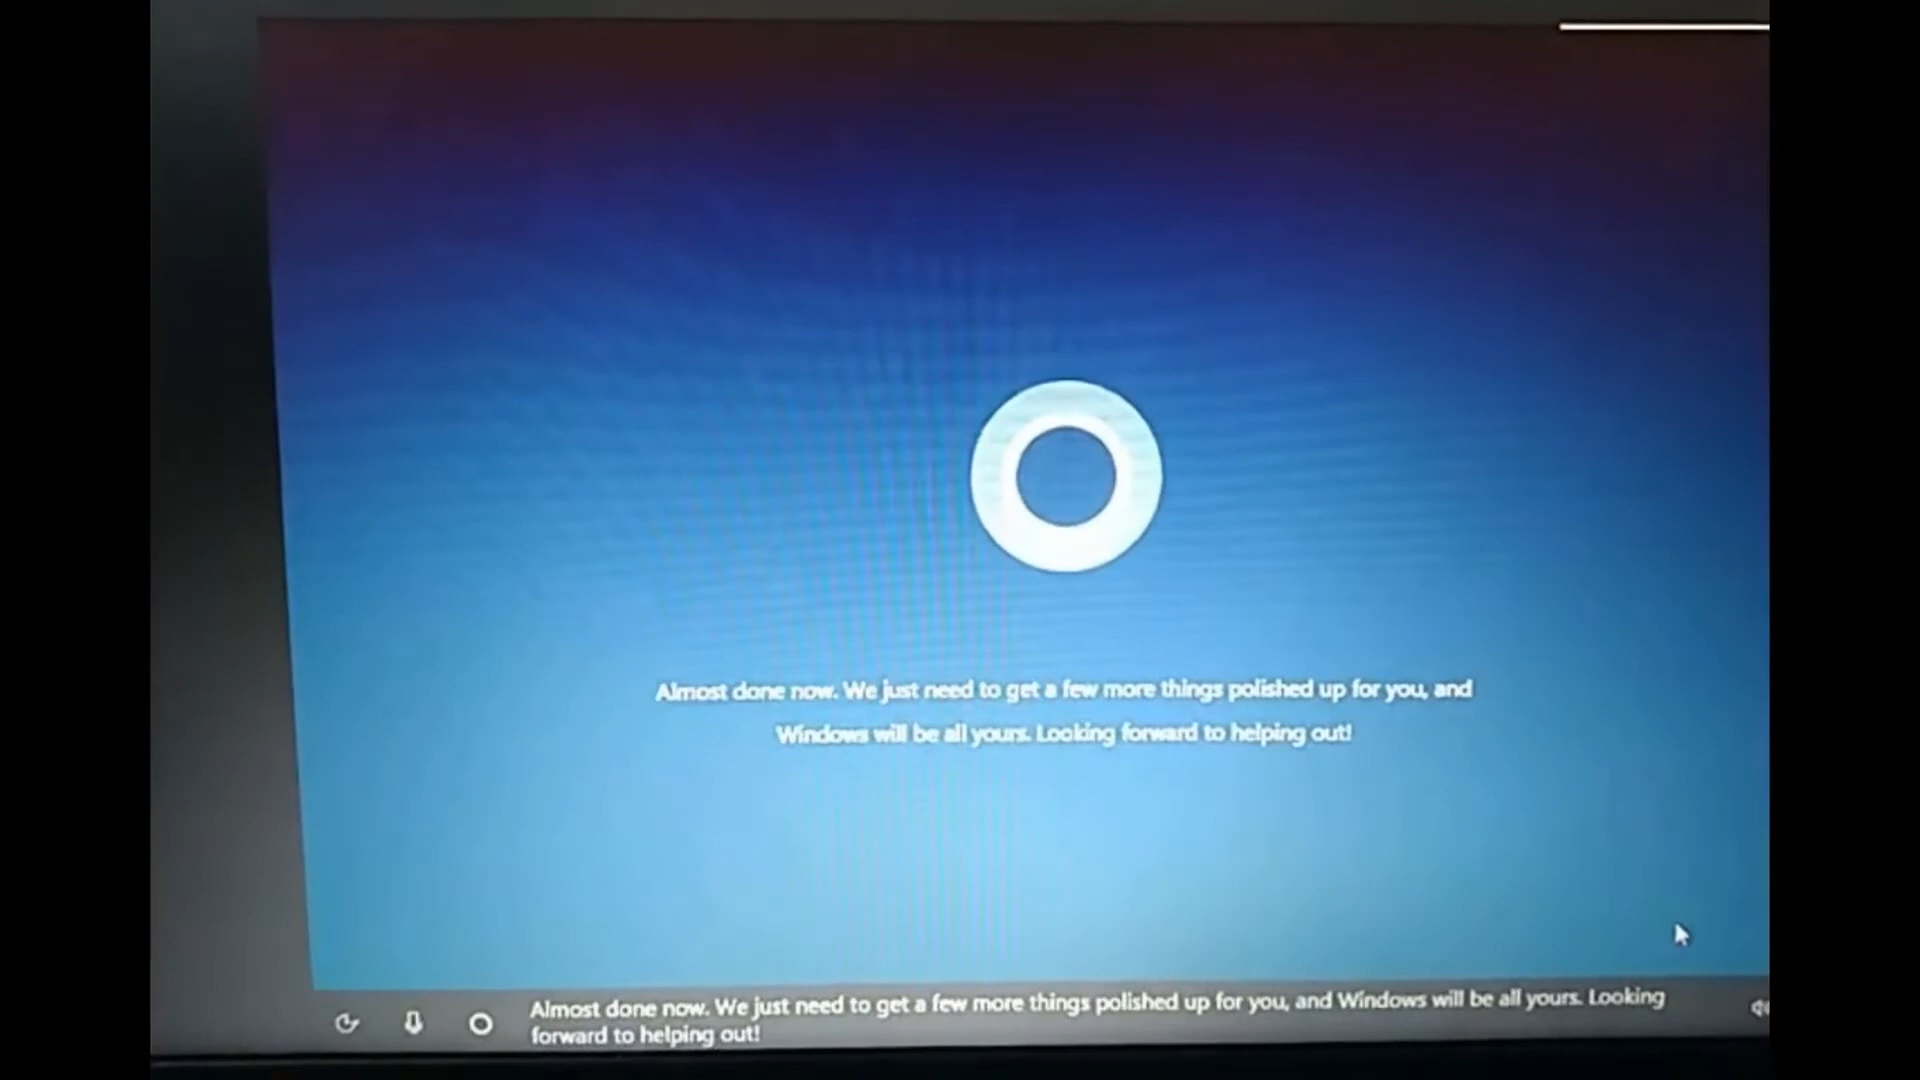 Almost done now. We just need to get a few more things polished up for you, and
Windows will be all yours. Looking forward to helping out!
Almost done now. We just need to get a few more things polished up for you, and Windows will be all yours. Looking
forward to helping out!